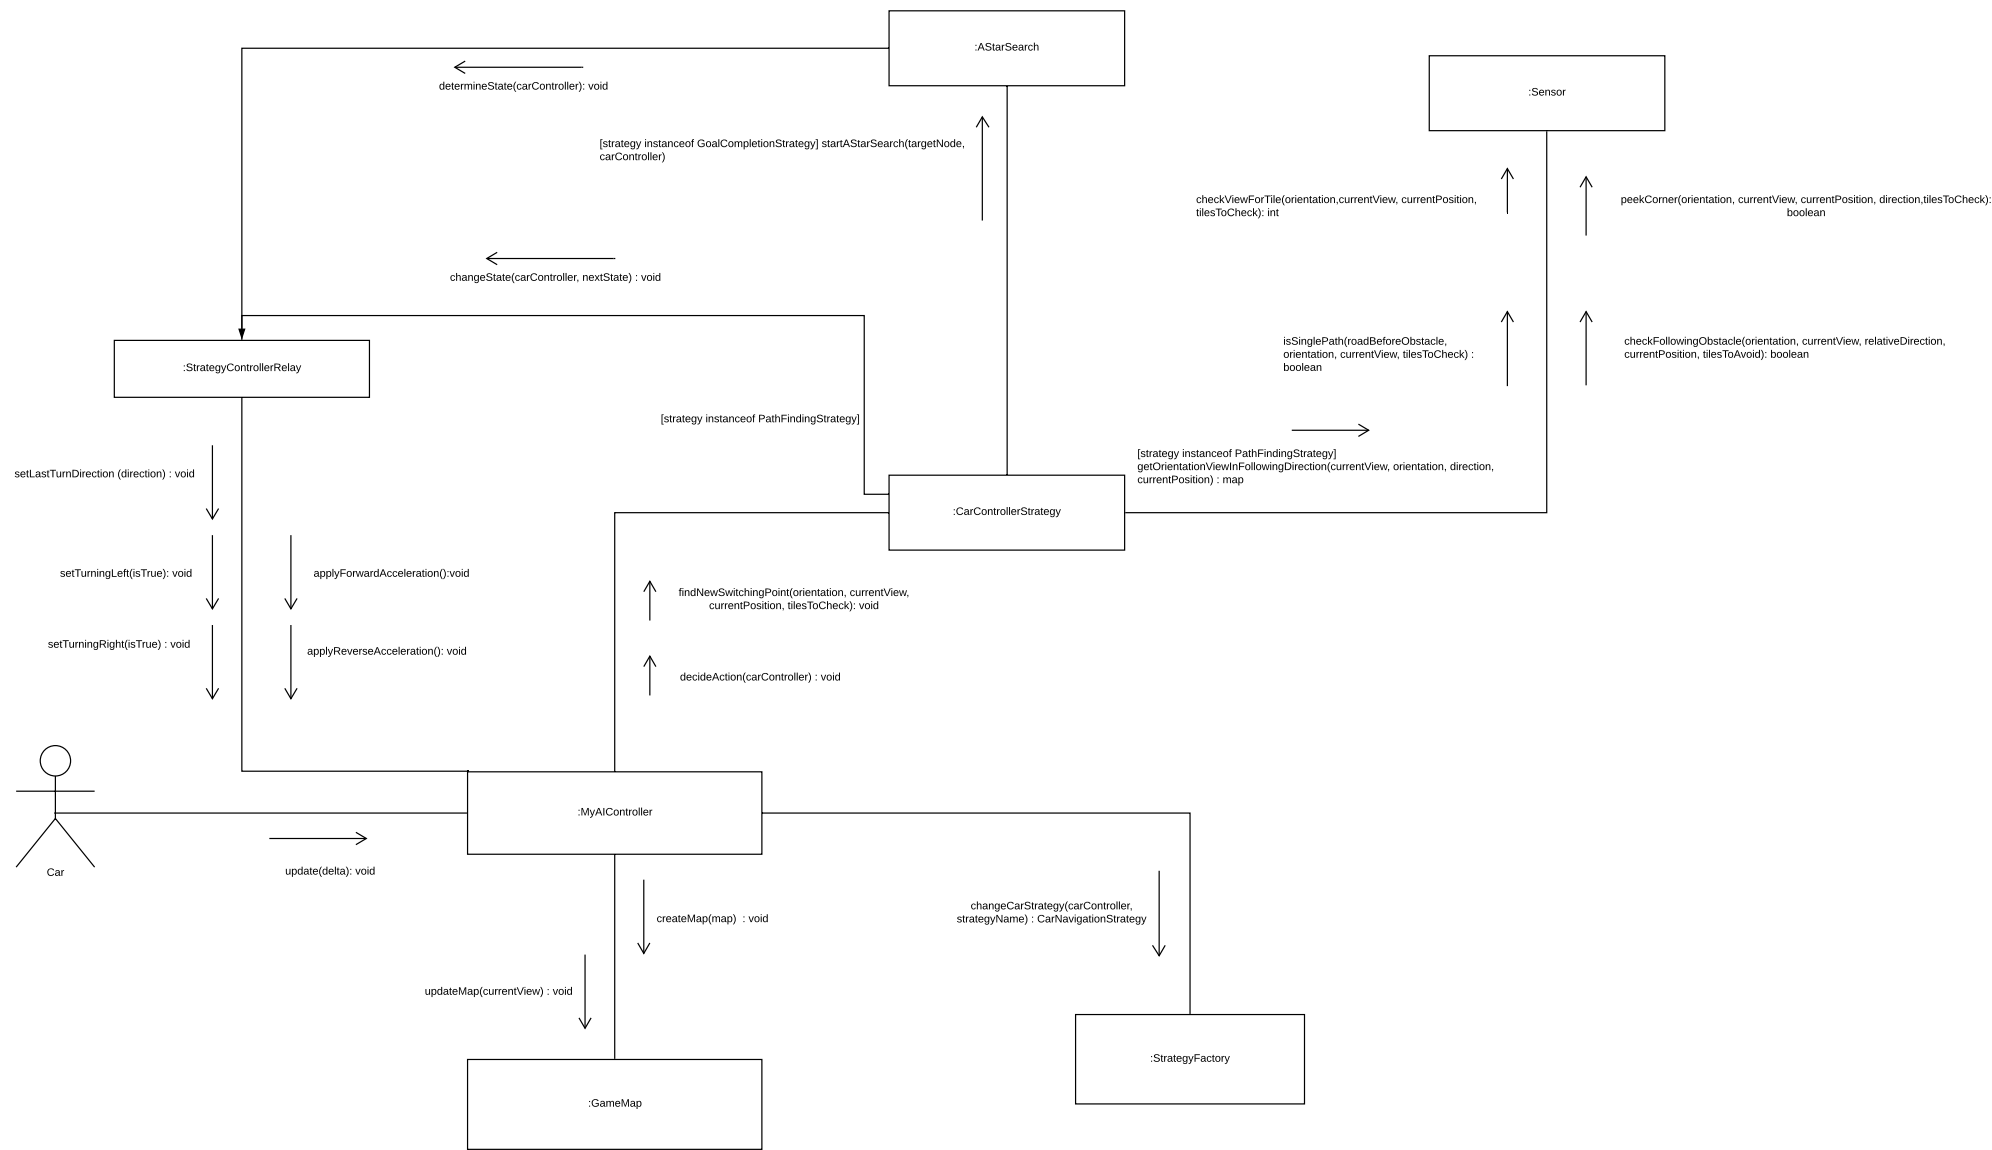 :AStarSearch
determineState(carController): void
:Sensor
[strategy instanceof GoalCompletionStrategy] startAStarSearch(targetNode,
carController)
checkViewForTile(orientation,currentView, currentPosition,
tilesToCheck): int
peekCorner(orientation, currentView, currentPosition, direction,tilesToCheck):
boolean
changeState(carController, nextState) : void
:StrategyControllerRelay
isSinglePath(roadBeforeObstacle,
orientation, currentView, tilesToCheck) :
boolean
checkFollowingObstacle(orientation, currentView, relativeDirection,
currentPosition, tilesToAvoid): boolean
[strategy instanceof PathFindingStrategy]
[strategy instanceof PathFindingStrategy]
getOrientationViewInFollowingDirection(currentView, orientation, direction,
currentPosition) : map
setLastTurnDirection (direction) : void
:CarControllerStrategy
setTurningLeft(isTrue): void
applyForwardAcceleration():void
findNewSwitchingPoint(orientation, currentView,
currentPosition, tilesToCheck): void
setTurningRight(isTrue) : void
applyReverseAcceleration(): void
decideAction(carController) : void
:MyAIController
Car
update(delta): void
createMap(map)  : void
changeCarStrategy(carController,
strategyName) : CarNavigationStrategy
updateMap(currentView) : void
:StrategyFactory
:GameMap